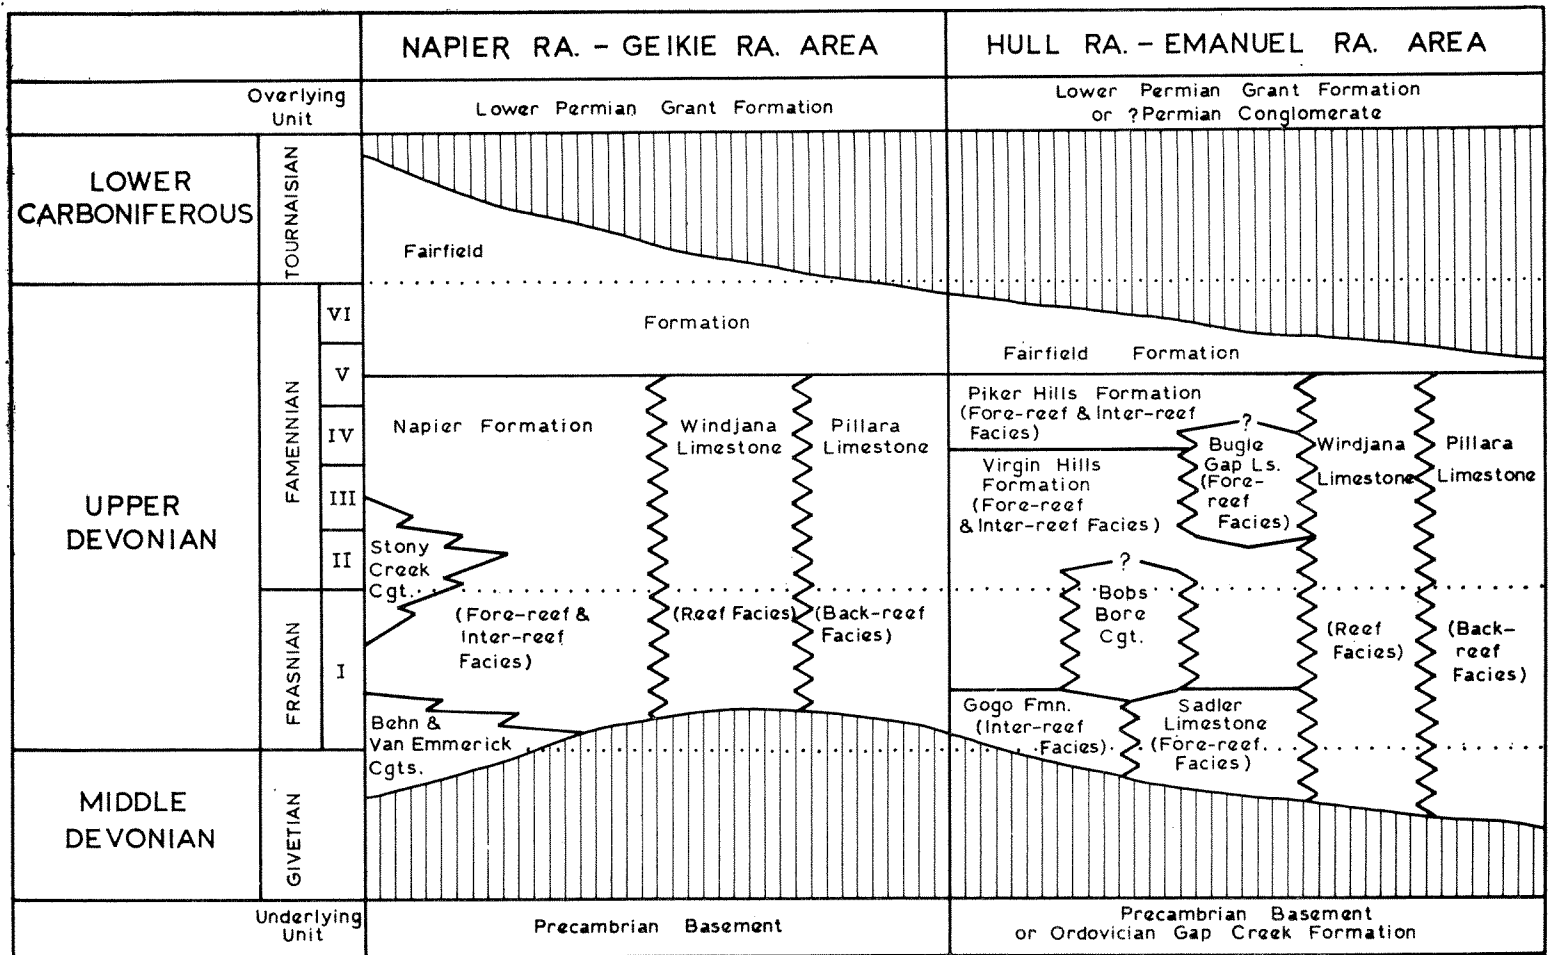 NAPIER RA. - GEIKIE RA. AREA
HULL RA. - EMANUEL RA. AREA
Overlying
Unit
Lower Permian Grant Formation
Lower Permian Grant Formation
or ?Permian Conglomerate
LOWER
CARBONIFEROUS
TOURNAISIAN
Fairfield
Formation
Fairfield Formation
UPPER
DEVONIAN
FAMENNIAN
VI
V
IV
III
II
FRASNIAN
I
Napier Formation
(Fore-reef &
Inter-reef
Facies)
Windjana
Limestone
(Reef Facies)
Pillara
Limestone
(Back-reef
Facies)
Stony
Creek
Cgt.
Behn &
Van Emmerick
Cgts.
Piker Hills Formation
(Fore-reef & Inter-reef
Facies)
Virgin Hills
Formation
(Fore-reef
& Inter-reef Facies)
?
Bugle
Gap Ls.
(Fore-
reef
Facies)
?
Bobs
Bore
Cgt.
Windjana
Limestone
(Reef
Facies)
Pillara
Limestone
(Back-
reef
Facies)
Gogo Fmn.
(Inter-reef
Facies)
Sadler
Limestone
(Fore-reef
Facies)
MIDDLE
DEVONIAN
GIVETIAN
Underlying
Unit
Precambrian Basement
Precambrian Basement
or Ordovician Gap Creek Formation